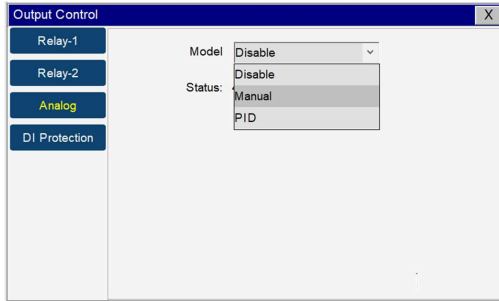 Output Control
X
Relay-1
Relay-2
Analog
DI Protection
Model Disable
Disable
Status:
Manual
PID